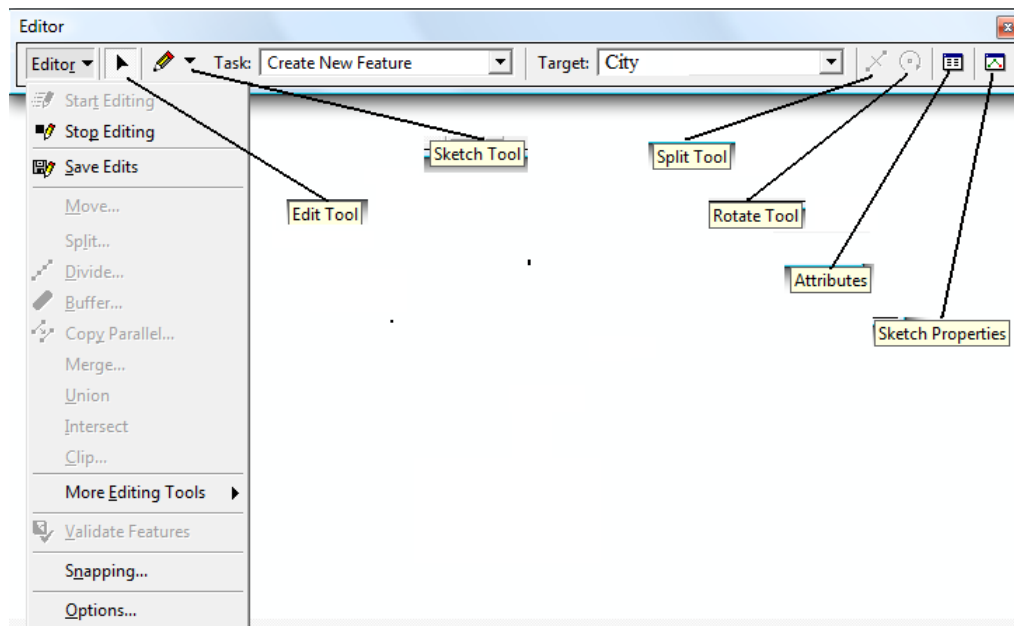 Editor
Editor Task: Create New Feature Target: City
Start Editing
Stop Editing
Save Edits
Move...
Split...
Divide...
Buffer...
Copy Parallel...
Merge...
Union
Intersect
Clip...
More Editing Tools
Validate Features
Snapping...
Options...
Sketch Tool
Split Tool
Edit Tool
Rotate Tool
Attributes
Sketch Properties